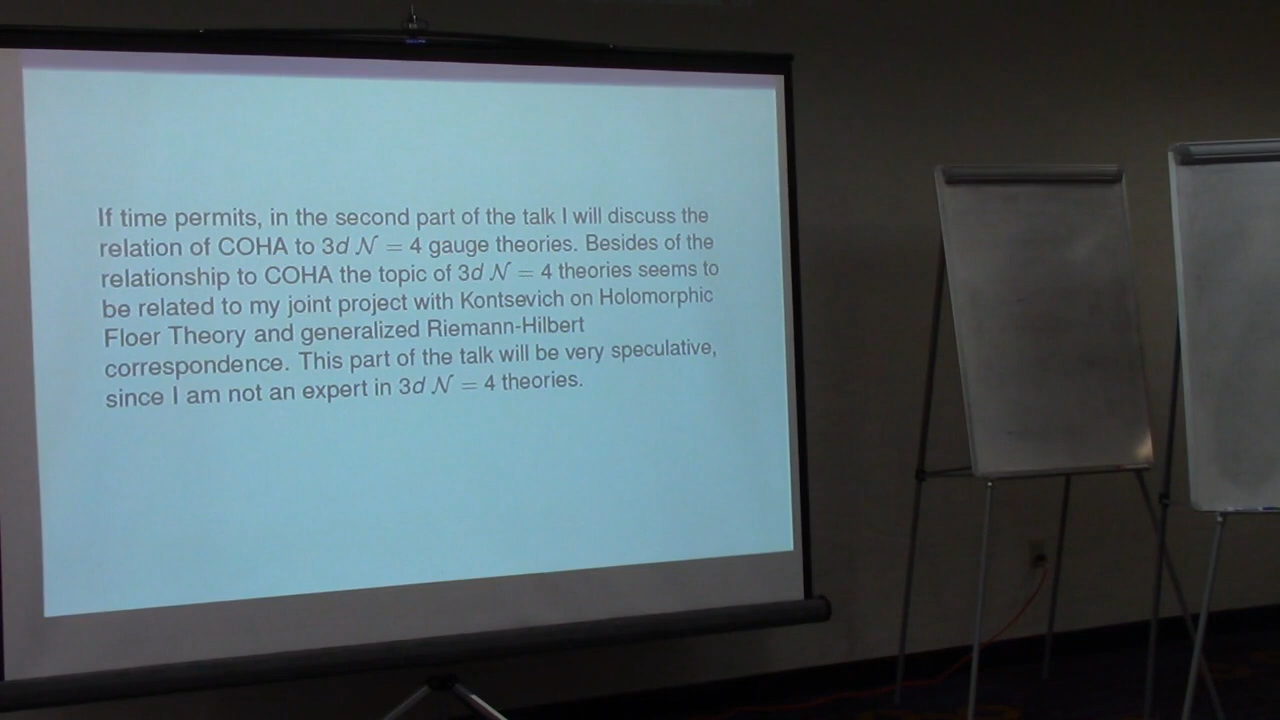 If time permits, in the second part of the talk I will discuss the
relation of COHA to 3d 𝒩 = 4 gauge theories. Besides of the
relationship to COHA the topic of 3d 𝒩 = 4 theories seems to
be related to my joint project with Kontsevich on Holomorphic
Floer Theory and generalized Riemann-Hilbert
correspondence. This part of the talk will be very speculative,
since I am not an expert in 3d 𝒩 = 4 theories.